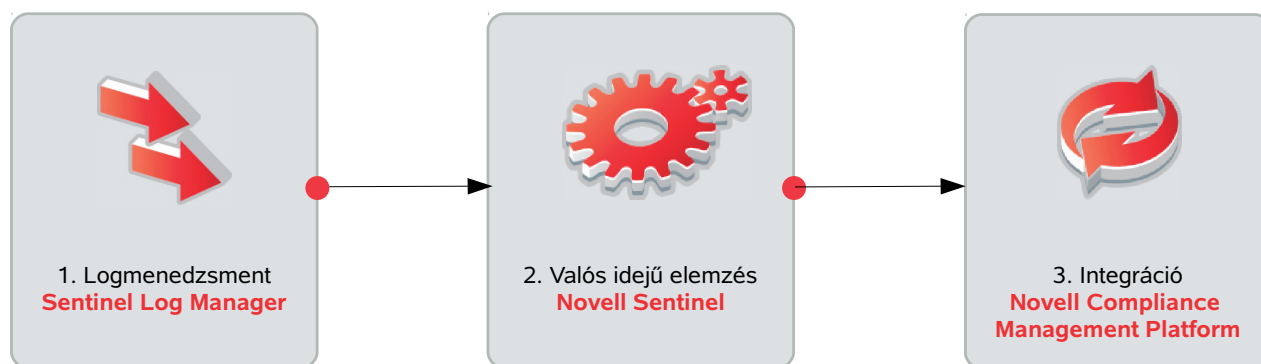 1. Logmenedzsment
Sentinel Log Manager
2. Valós idejű elemzés
Novell Sentinel
3. Integráció
Novell Compliance
Management Platform